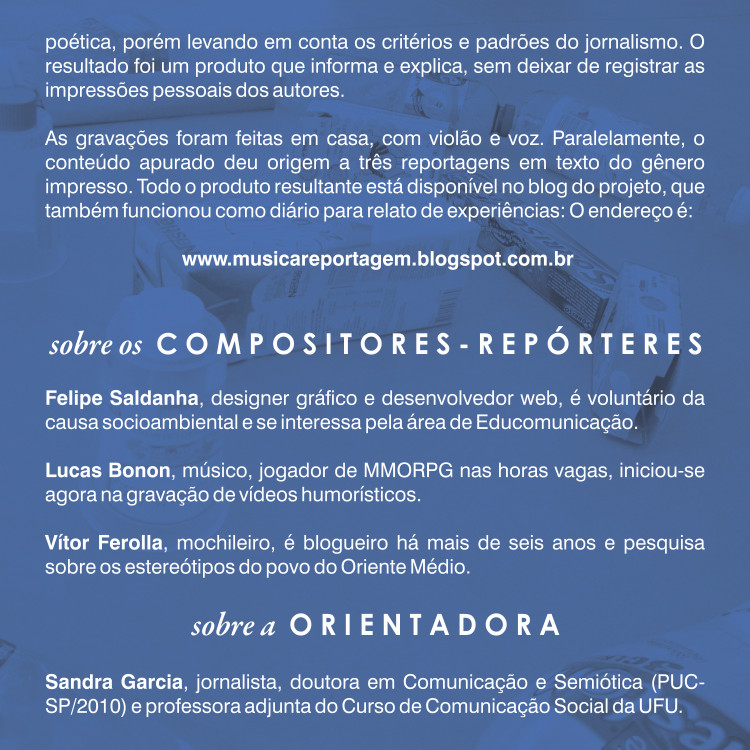 poética, porém levando em conta os critérios e padrões do jornalismo. O
resultado foi um produto que informa e explica, sem deixar de registrar as
impressões pessoais dos autores.
As gravações foram feitas em casa, com violão e voz. Paralelamente, o
conteúdo apurado deu origem a três reportagens em texto do gênero
impresso. Todo o produto resultante está disponível no blog do projeto, que
também funcionou como diário para relato de experiências: O endereço é:
www.musicareportagem.blogspot.com.br
sobre os COMPOSITORES-REPÓRTERES
Felipe Saldanha, designer gráfico e desenvolvedor web, é voluntário da
causa socioambiental e se interessa pela área de Educomunicação.
Lucas Bonon, músico, jogador de MMORPG nas horas vagas, iniciou-se
agora na gravação de vídeos humorísticos.
Vítor Ferolla, mochileiro, é blogueiro há mais de seis anos e pesquisa
sobre os estereótipos do povo do Oriente Médio.
sobre a ORIENTADORA
Sandra Garcia, jornalista, doutora em Comunicação e Semiótica (PUC-
SP/2010) e professora adjunta do Curso de Comunicação Social da UFU.